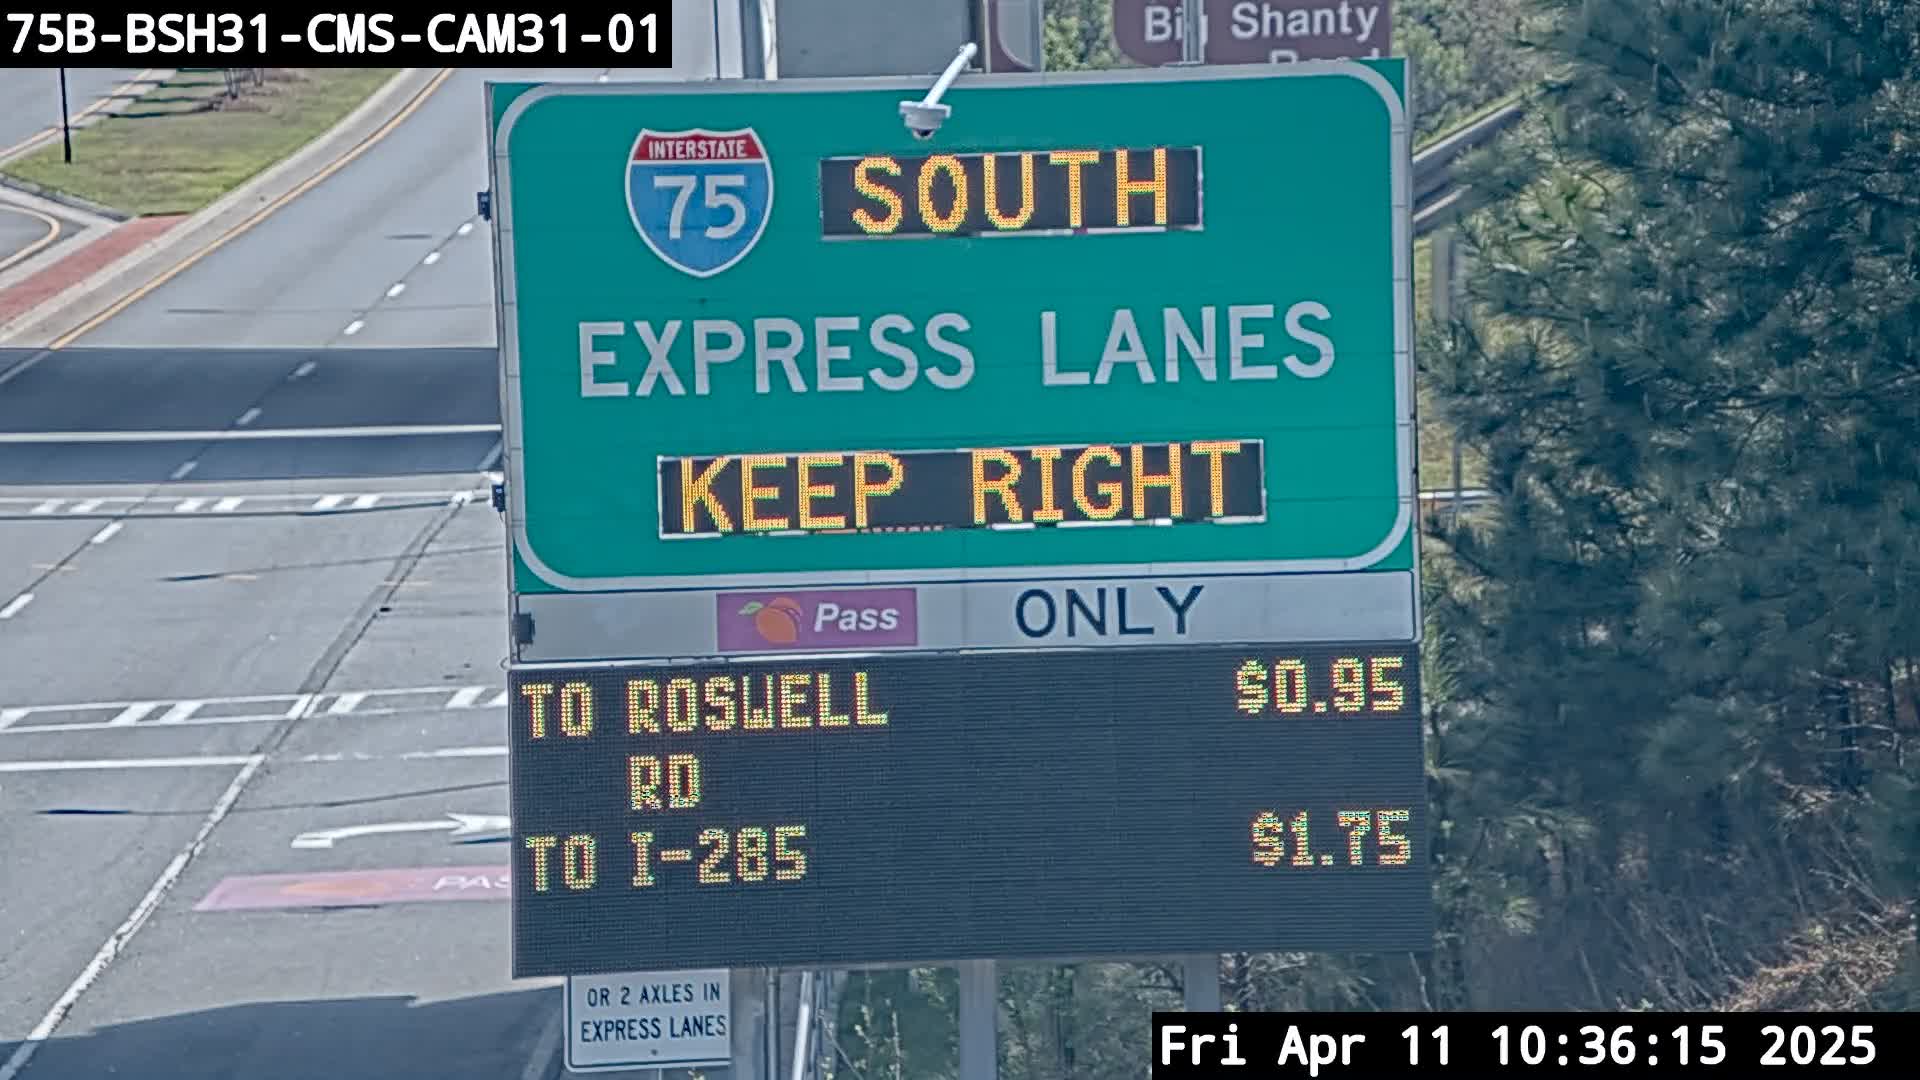 75B-BSH31-CMS-CAM31-01
Big Shanty
INTERSTATE
75
SOUTH
EXPRESS LANES
KEEP RIGHT
Pass ONLY
TO ROSWELL $0.95
RD
TO I-285 $1.75
OR 2 AXLES IN
EXPRESS LANES
Fri Apr 11 10:36:15 2025